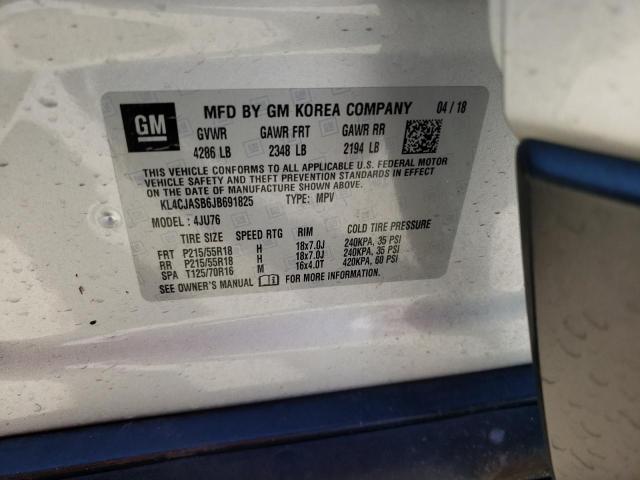 GM MFD BY GM KOREA COMPANY 04 / 18
GVWR GAWR FRT GAWR RR
4286 LB 2348 LB 2194 LB
THIS VEHICLE CONFORMS TO ALL APPLICABLE U.S. FEDERAL MOTOR
VEHICLE SAFETY AND THEFT PREVENTION STANDARDS IN EFFECT
ON THE DATE OF MANUFACTURE SHOWN ABOVE.
KL4CJASB6JB691825 TYPE: MPV
MODEL: 4JU76
TIRE SIZE SPEED RTG RIM COLD TIRE PRESSURE
FRT P215/55R18 H 18x7.0J 240KPA, 35 PSI
RR P215/55R18 H 18x7.0J 240KPA, 35 PSI
SPA T125/70R16 M 16x4.0T 420KPA, 60 PSI
SEE OWNER'S MANUAL FOR MORE INFORMATION.